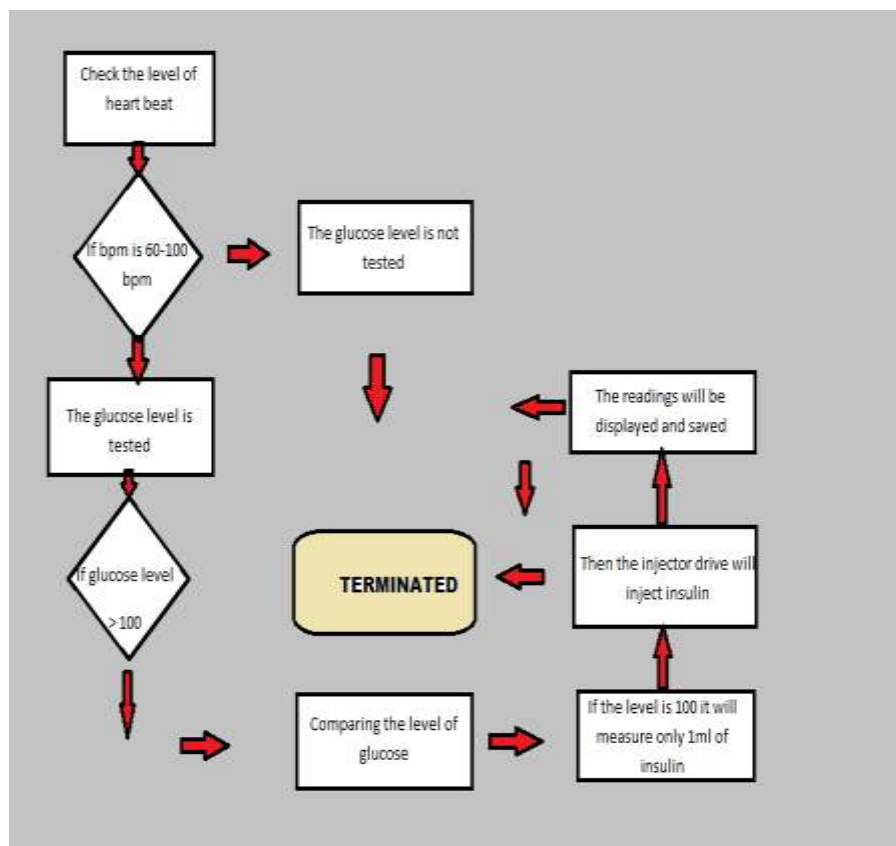 Check the level of
heart beat
If bpm is 60-100
bpm
The glucose level is not
tested
The glucose level is
tested
The readings will be
displayed and saved
If glucose level
>100
TERMINATED
Then the injector drive will
inject insulin
Comparing the level of
glucose
If the level is 100 it will
measure only 1ml of
insulin